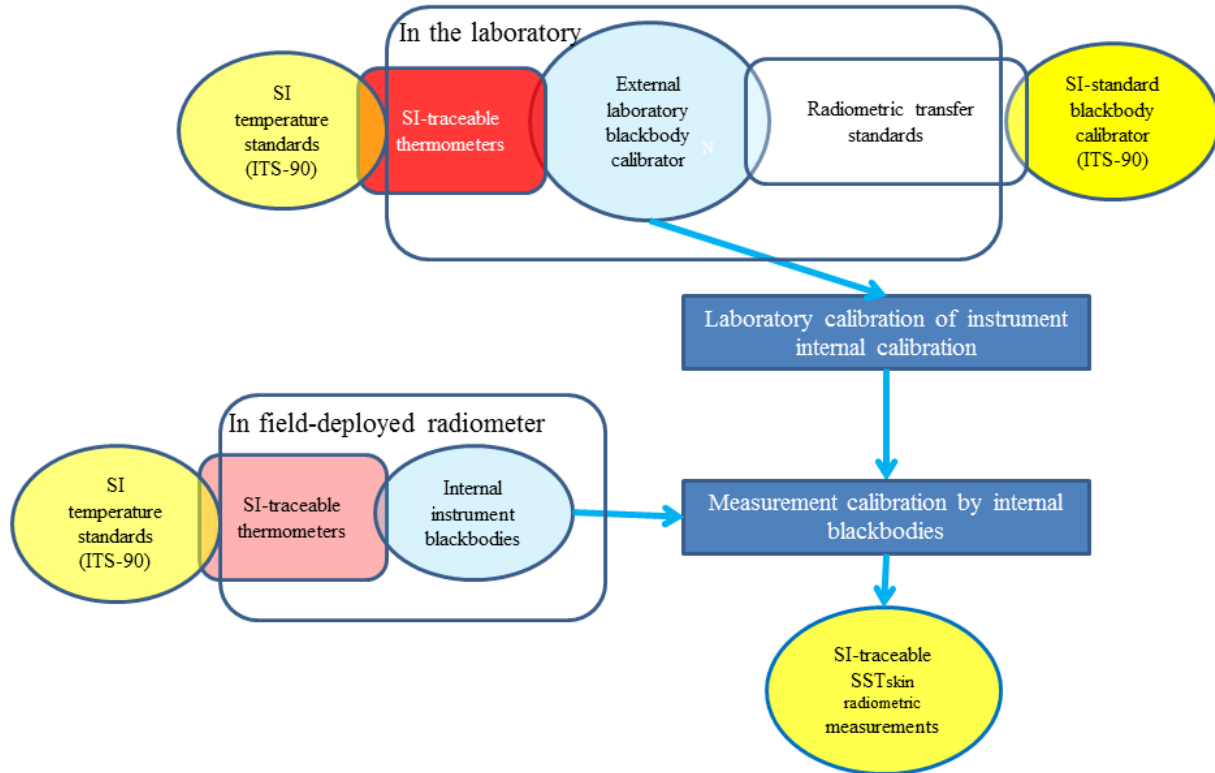 In the laboratory
SI
temperature
standards
(ITS-90)
SI-traceable
thermometers
External
laboratory
blackbody
calibrator
N
Radiometric transfer
standards
SI-standard
blackbody
calibrator
(ITS-90)
Laboratory calibration of instrument
internal calibration
In field-deployed radiometer
SI
temperature
standards
(ITS-90)
SI-traceable
thermometers
Internal
instrument
blackbodies
Measurement calibration by internal
blackbodies
SI-traceable
SSTskin
radiometric
measurements